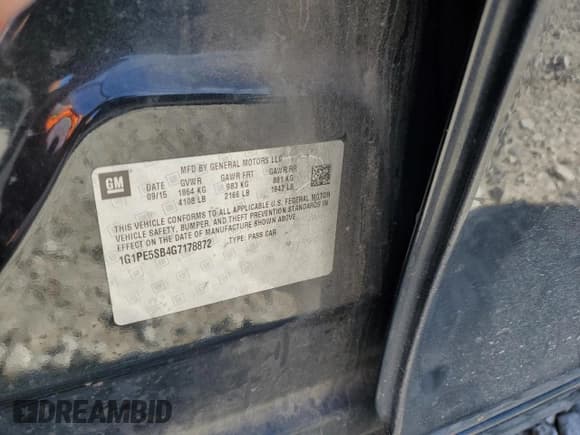 GM
MFD BY GENERAL MOTORS LLC
DATE GVWR GAWR FRT GAWR RR
09/15 1864 KG 983 KG 881 KG
4108 LB 2166 LB 1942 LB
THIS VEHICLE CONFORMS TO ALL APPLICABLE U.S. FEDERAL MOTOR
VEHICLE SAFETY, BUMPER, AND THEFT PREVENTION STANDARDS IN
EFFECT ON THE DATE OF MANUFACTURE SHOWN ABOVE.
1G1PE5SB4G7178872 TYPE: PASS CAR
DREAMBID